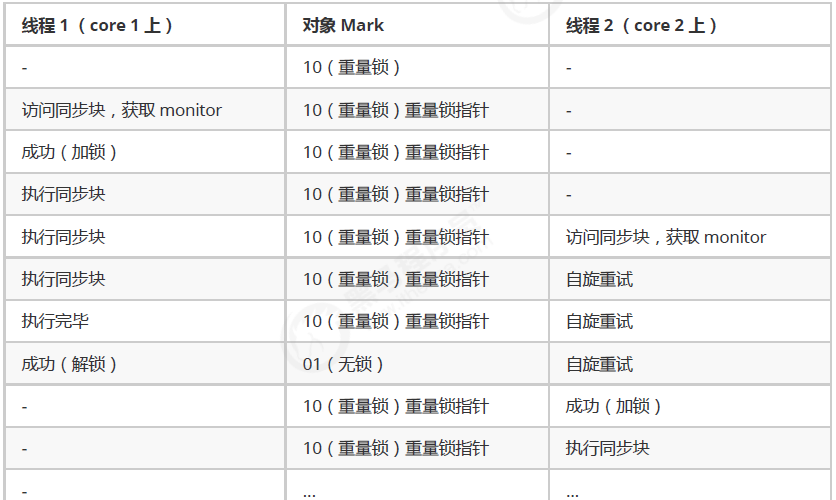 线程 1（core 1 上） 对象 Mark 线程 2（core 2 上）
- 10（重量锁） -
访问同步块，获取 monitor 10（重量锁）重量锁指针 -
成功（加锁） 10（重量锁）重量锁指针 -
执行同步块 10（重量锁）重量锁指针 -
执行同步块 10（重量锁）重量锁指针 访问同步块，获取 monitor
执行同步块 10（重量锁）重量锁指针 自旋重试
执行完毕 10（重量锁）重量锁指针 自旋重试
成功（解锁） 01（无锁） 自旋重试
- 10（重量锁）重量锁指针 成功（加锁）
- 10（重量锁）重量锁指针 执行同步块
- ... ...